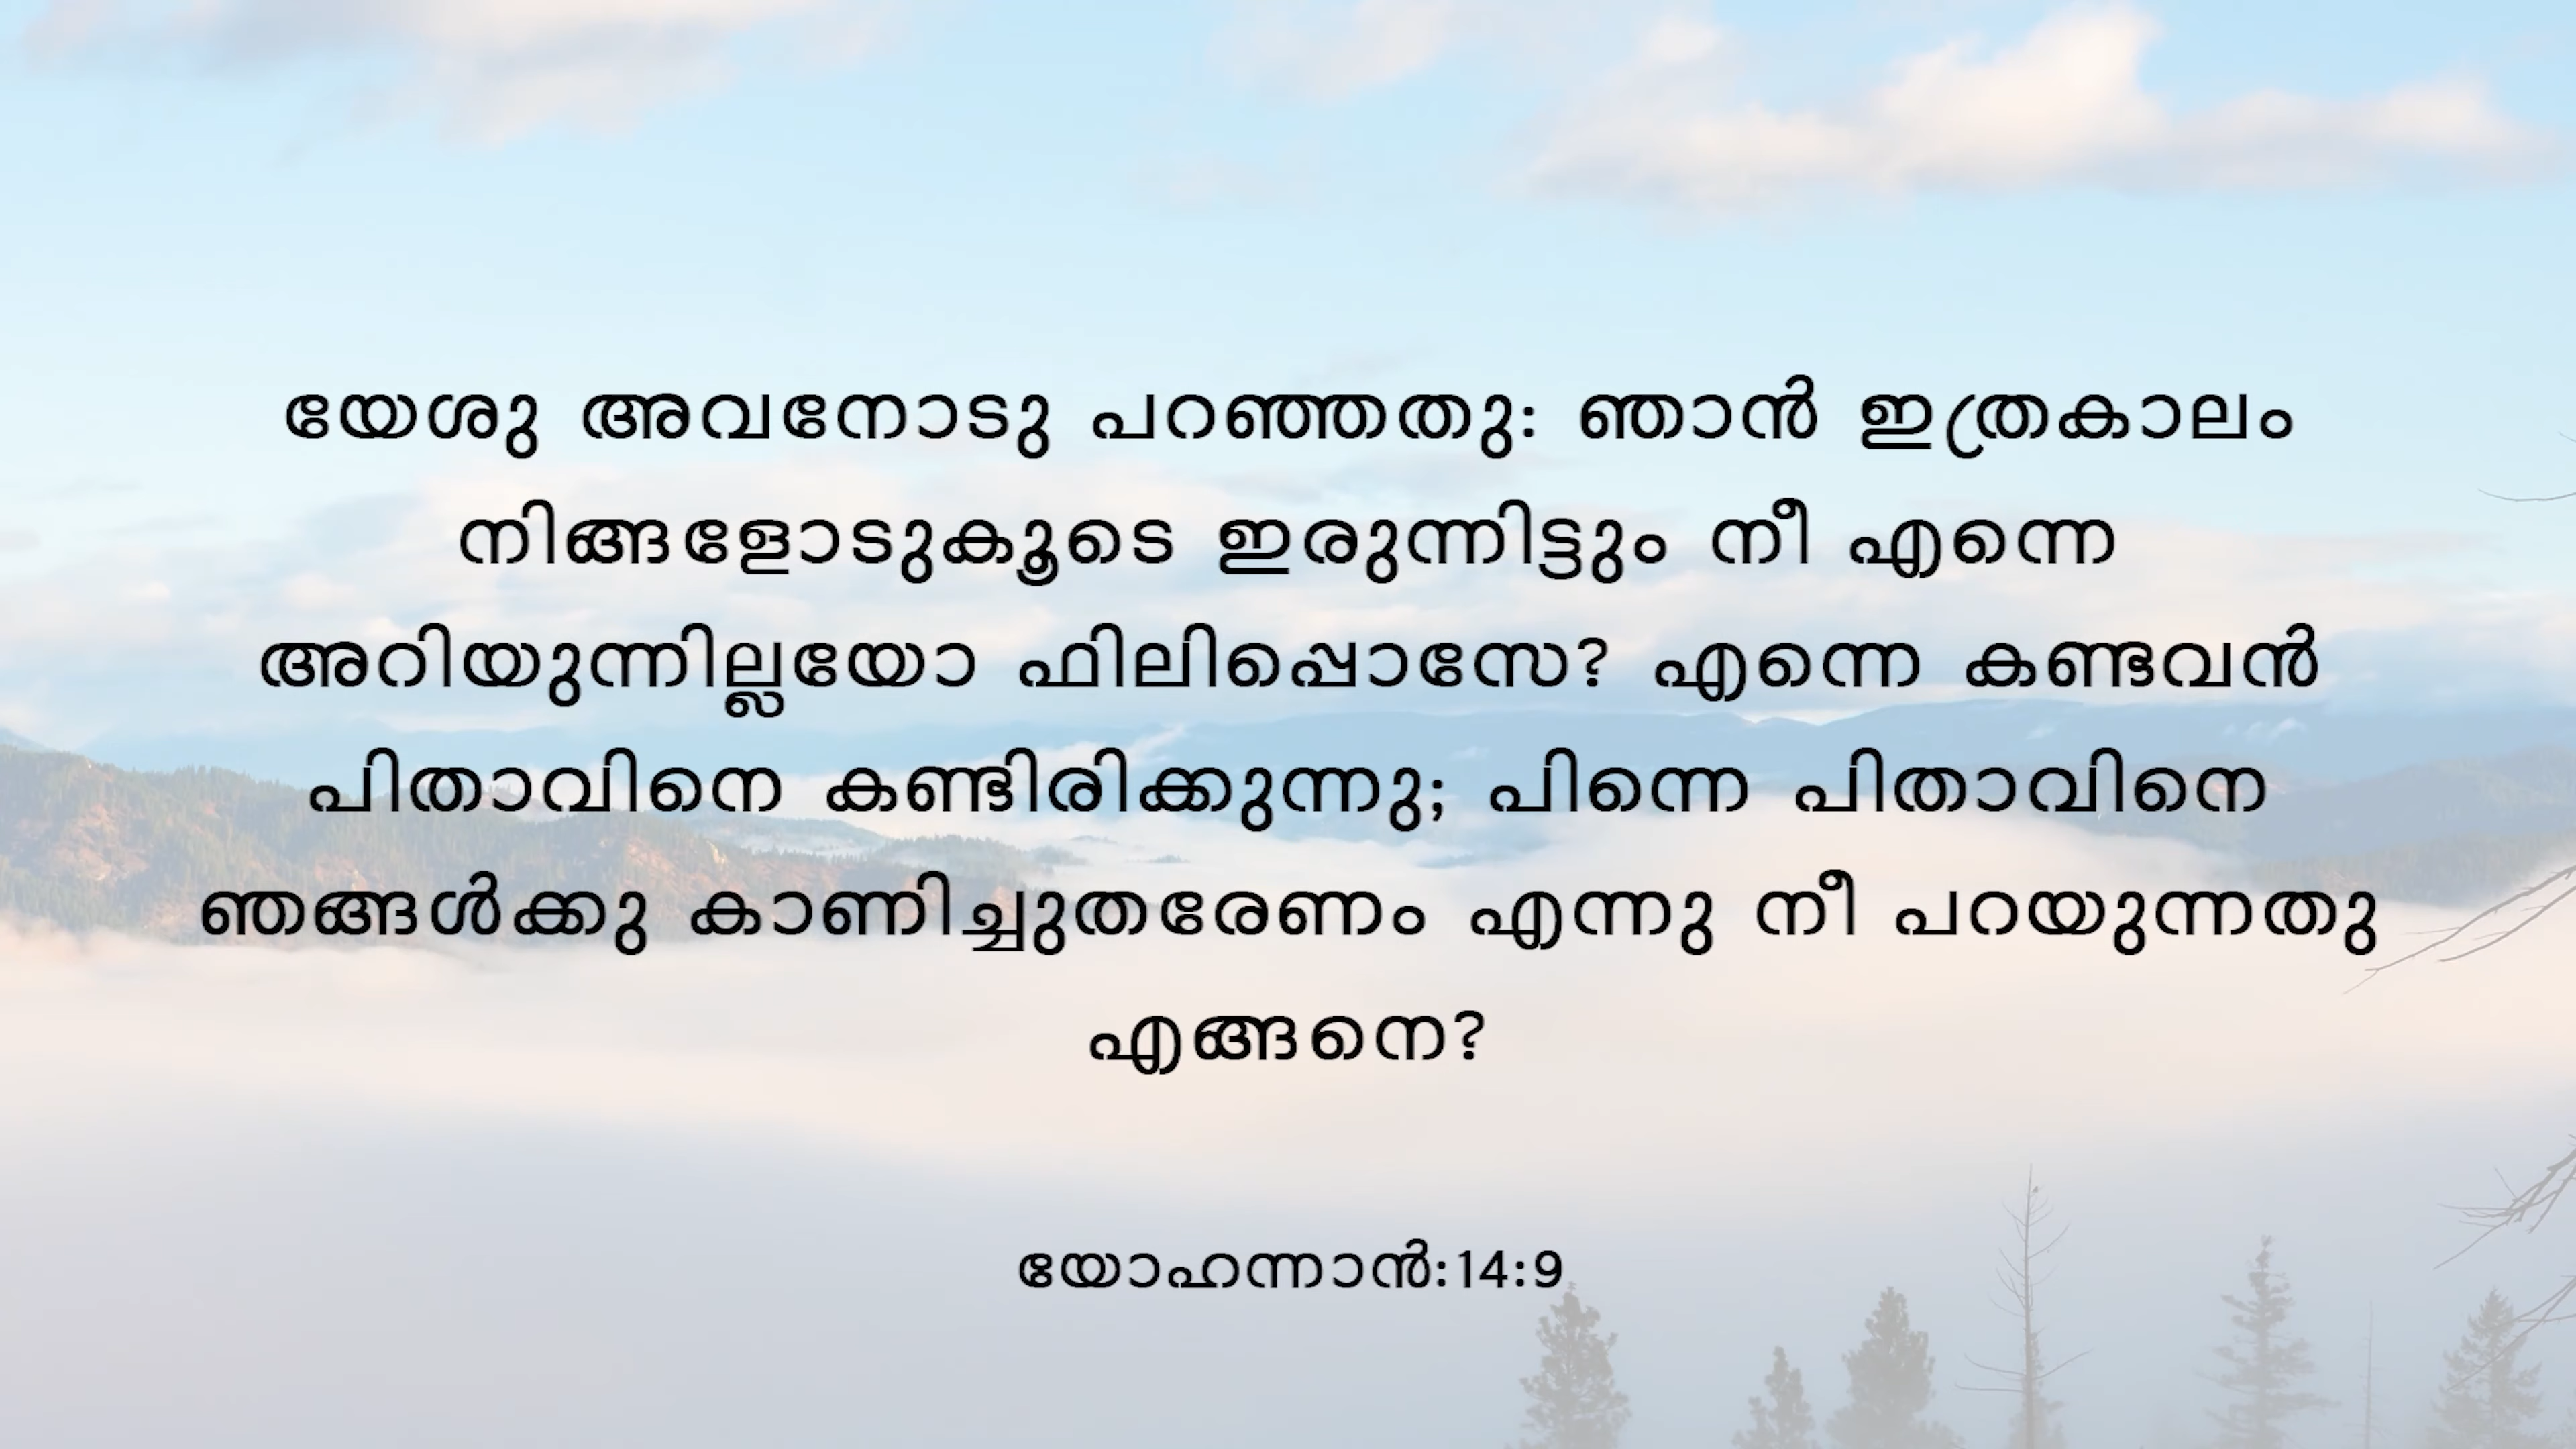 യേശു അവനോടു പറഞ്ഞതു: ഞാൻ ഇത്രകാലം
നിങ്ങളോടുകൂടെ ഇരുന്നിട്ടും നീ എന്നെ
അറിയുന്നില്ലയോ ഫിലിപ്പൊസേ? എന്നെ കണ്ടവൻ
പിതാവിനെ കണ്ടിരിക്കുന്നു; പിന്നെ പിതാവിനെ
ഞങ്ങൾക്കു കാണിച്ചുതരേണം എന്നു നീ പറയുന്നതു
എങ്ങനെ?
യോഹന്നാൻ:14:9